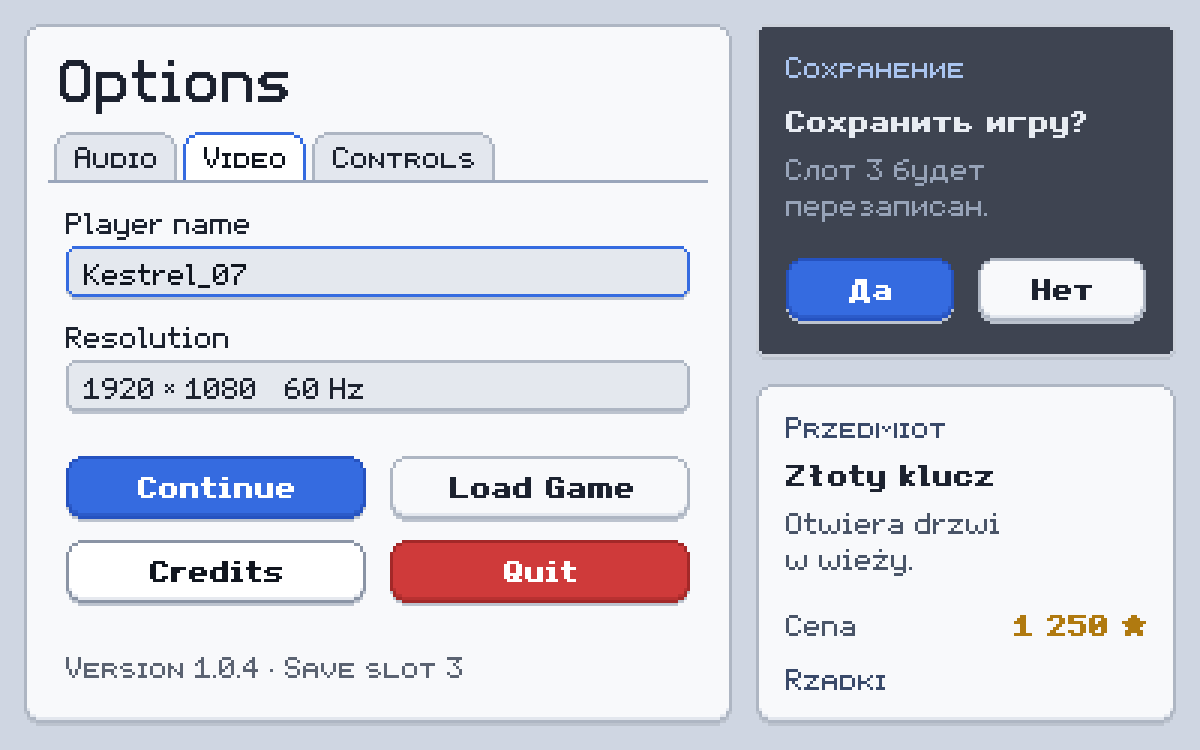 Options
Audio Video Controls
Player name
Kestrel_07
Resolution
1920 × 1080 60 Hz
Continue Load Game
Credits Quit
Version 1.0.4 · Save slot 3
Сохранение
Сохранить игру?
Слот 3 будет
перезаписан.
Да Нет
Przedmiot
Złoty klucz
Otwiera drzwi
w wieży.
Cena 1 250 ★
Rzadki